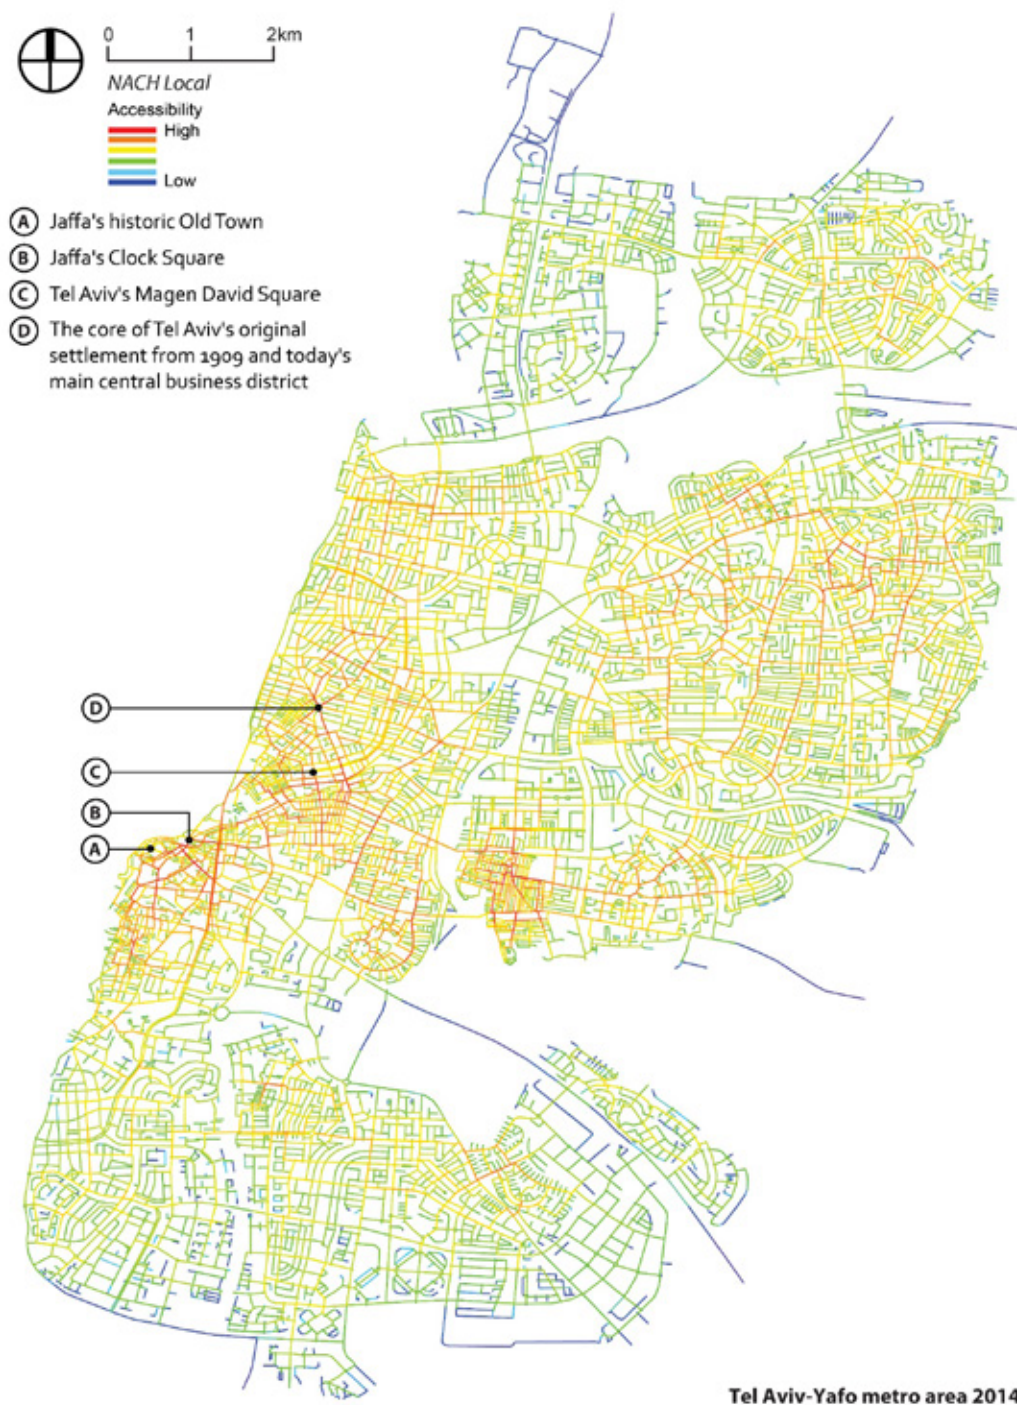 0 1 2km
NACH Local
Accessibility
High
Low
A Jaffa's historic Old Town
B Jaffa's Clock Square
C Tel Aviv's Magen David Square
D The core of Tel Aviv's original
settlement from 1909 and today's
main central business district
D
C
B
A
Tel Aviv-Yafo metro area 2014